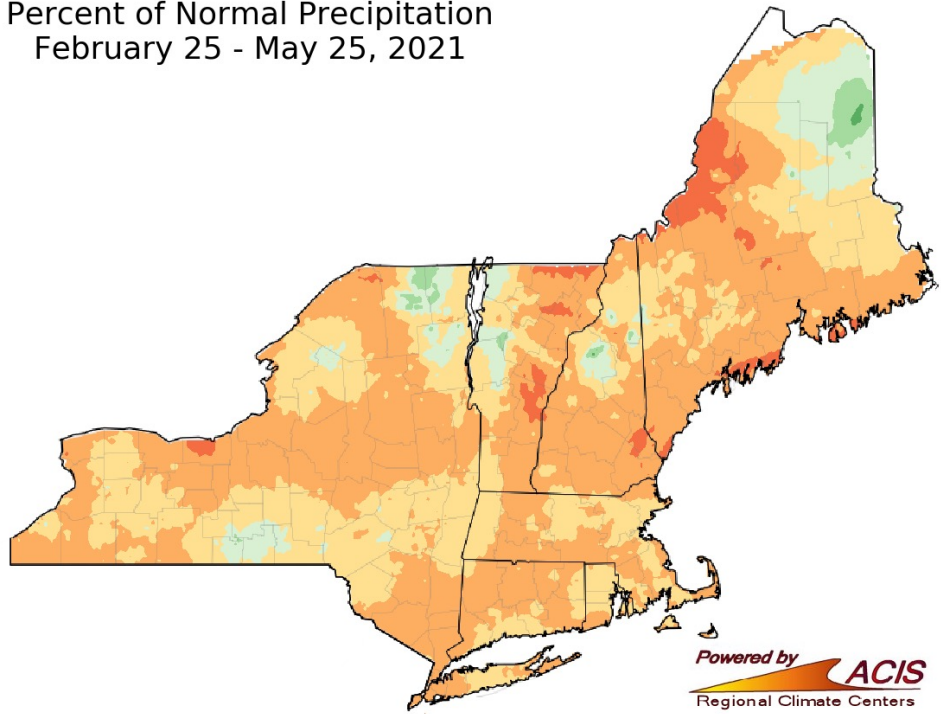 Percent of Normal Precipitation
February 25 - May 25, 2021
Powered by
ACIS
Regional Climate Centers